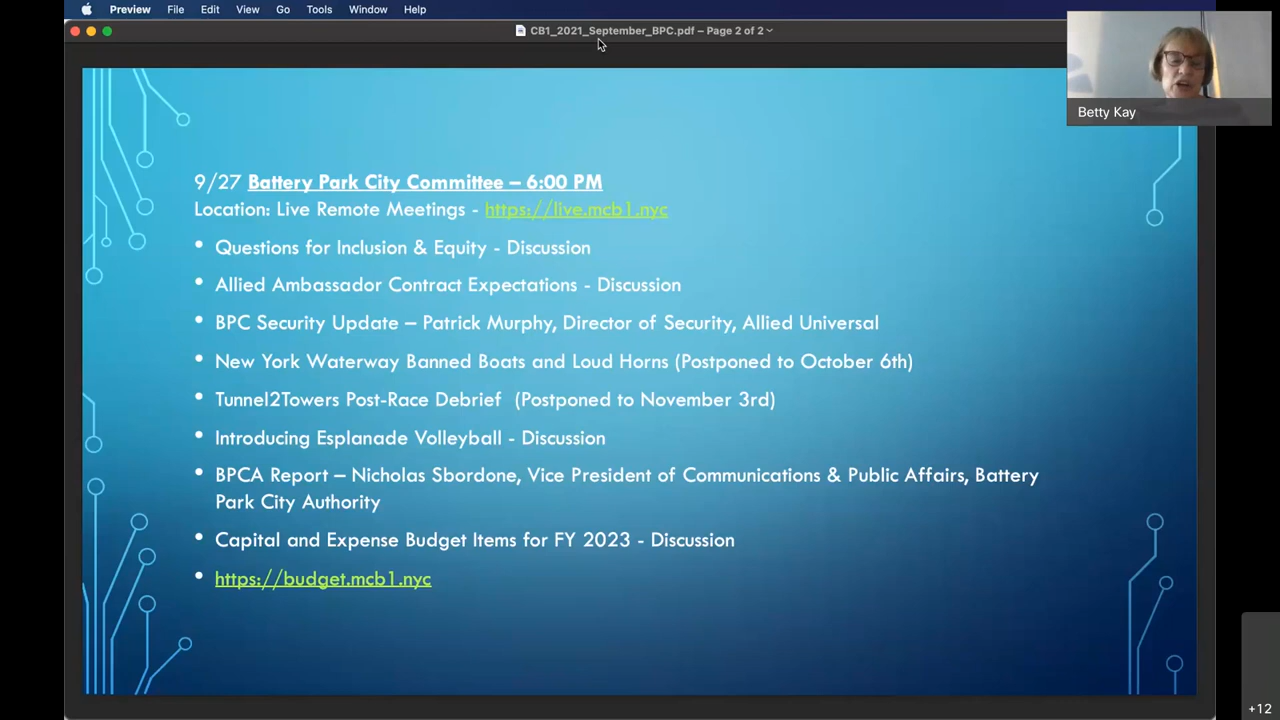 Preview File Edit View Go Tools Window Help
CB1_2021_September_BPC.pdf – Page 2 of 2
Betty Kay
9/27 Battery Park City Committee – 6:00 PM
Location: Live Remote Meetings - https://live.mcb1.nyc
• Questions for Inclusion & Equity - Discussion
• Allied Ambassador Contract Expectations - Discussion
• BPC Security Update – Patrick Murphy, Director of Security, Allied Universal
• New York Waterway Banned Boats and Loud Horns (Postponed to October 6th)
• Tunnel2Towers Post-Race Debrief (Postponed to November 3rd)
• Introducing Esplanade Volleyball - Discussion
• BPCA Report – Nicholas Sbordone, Vice President of Communications & Public Affairs, Battery
Park City Authority
• Capital and Expense Budget Items for FY 2023 - Discussion
• https://budget.mcb1.nyc
+12